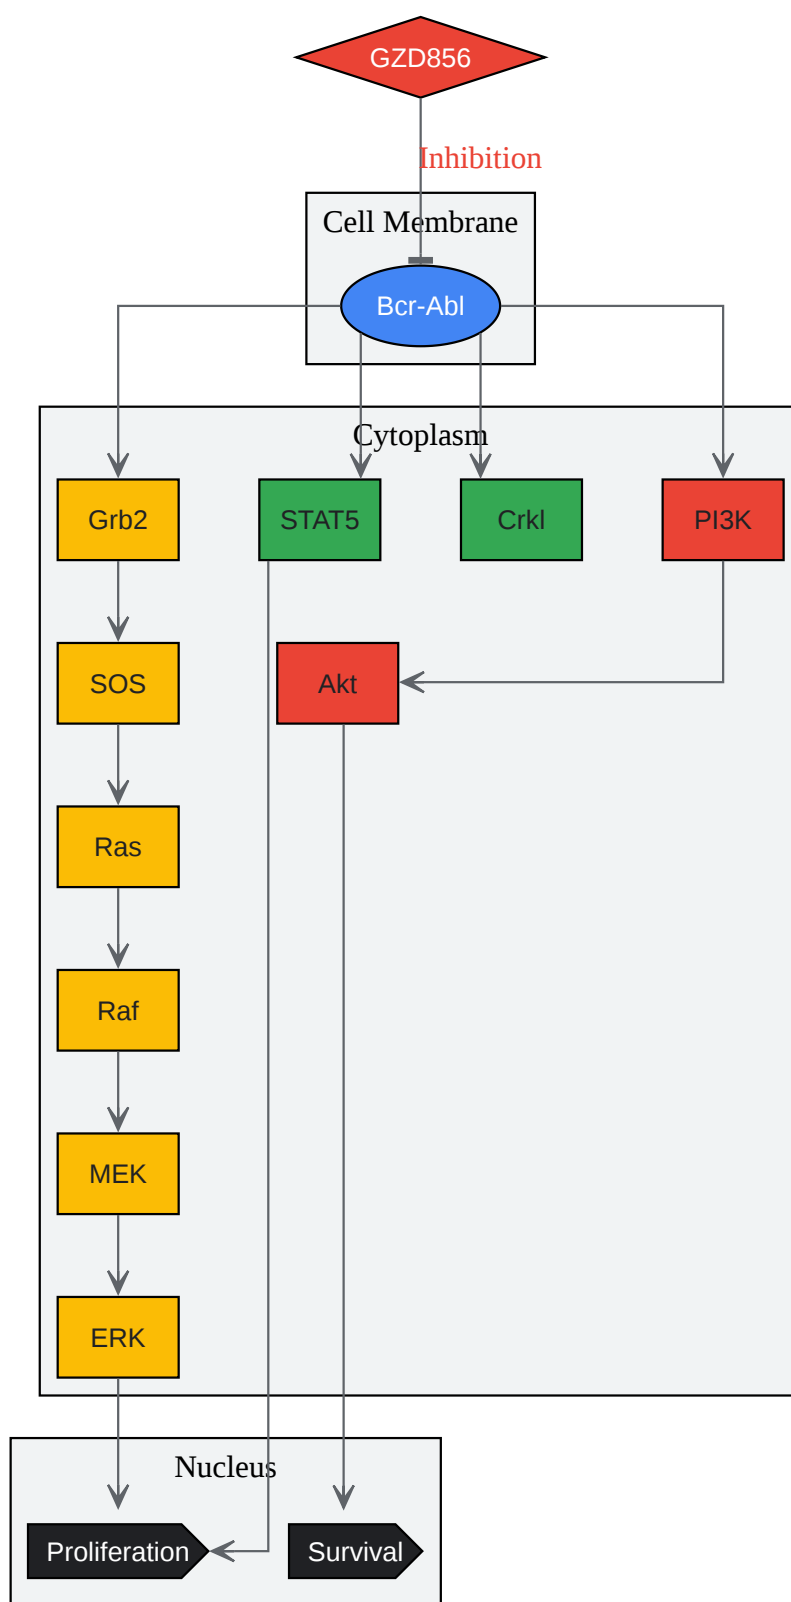 GZD856
Inhibition
Cell Membrane
Bcr-Abl
Cytoplasm
Grb2
STAT5
Crkl
PI3K
SOS
Akt
Ras
Raf
MEK
ERK
Nucleus
Proliferation
Survival